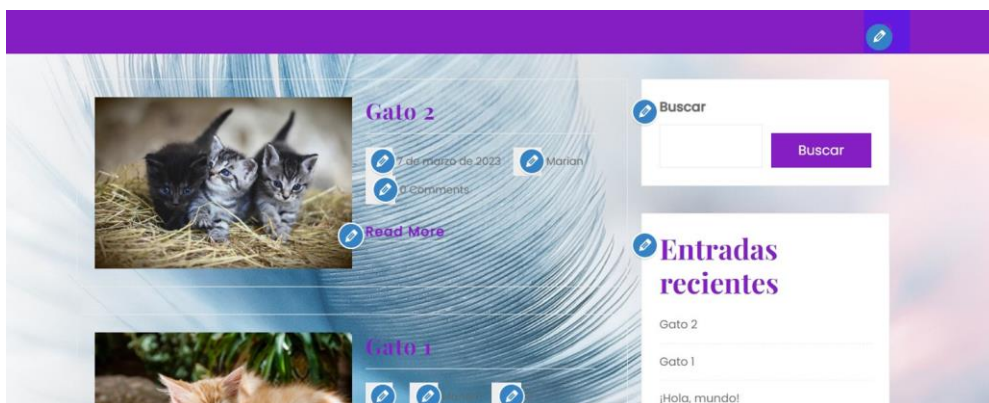 Gato 2
7 de marzo de 2023 Marian
0 Comments
Read More
Gato 1
Buscar
Buscar
Entradas
recientes
Gato 2
Gato 1
¡Hola, mundo!